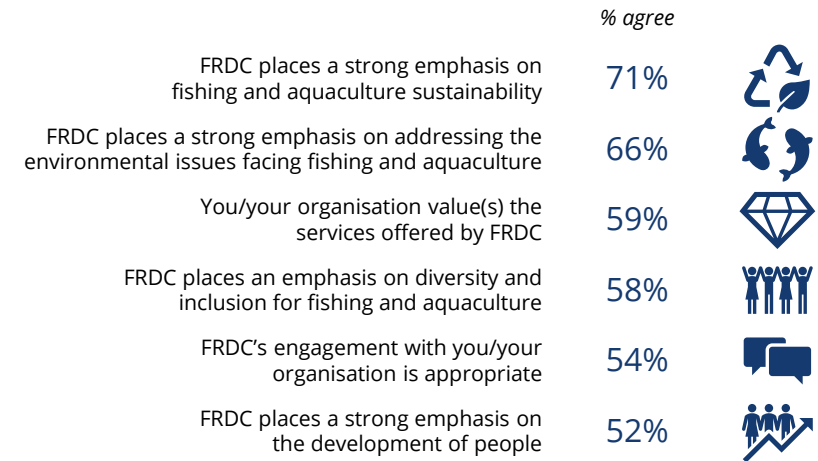 % agree
FRDC places a strong emphasis on
fishing and aquaculture sustainability
71%
FRDC places a strong emphasis on addressing the
environmental issues facing fishing and aquaculture
66%
You/your organisation value(s) the
services offered by FRDC
59%
FRDC places an emphasis on diversity and
inclusion for fishing and aquaculture
58%
FRDC’s engagement with you/your
organisation is appropriate
54%
FRDC places a strong emphasis on
the development of people
52%